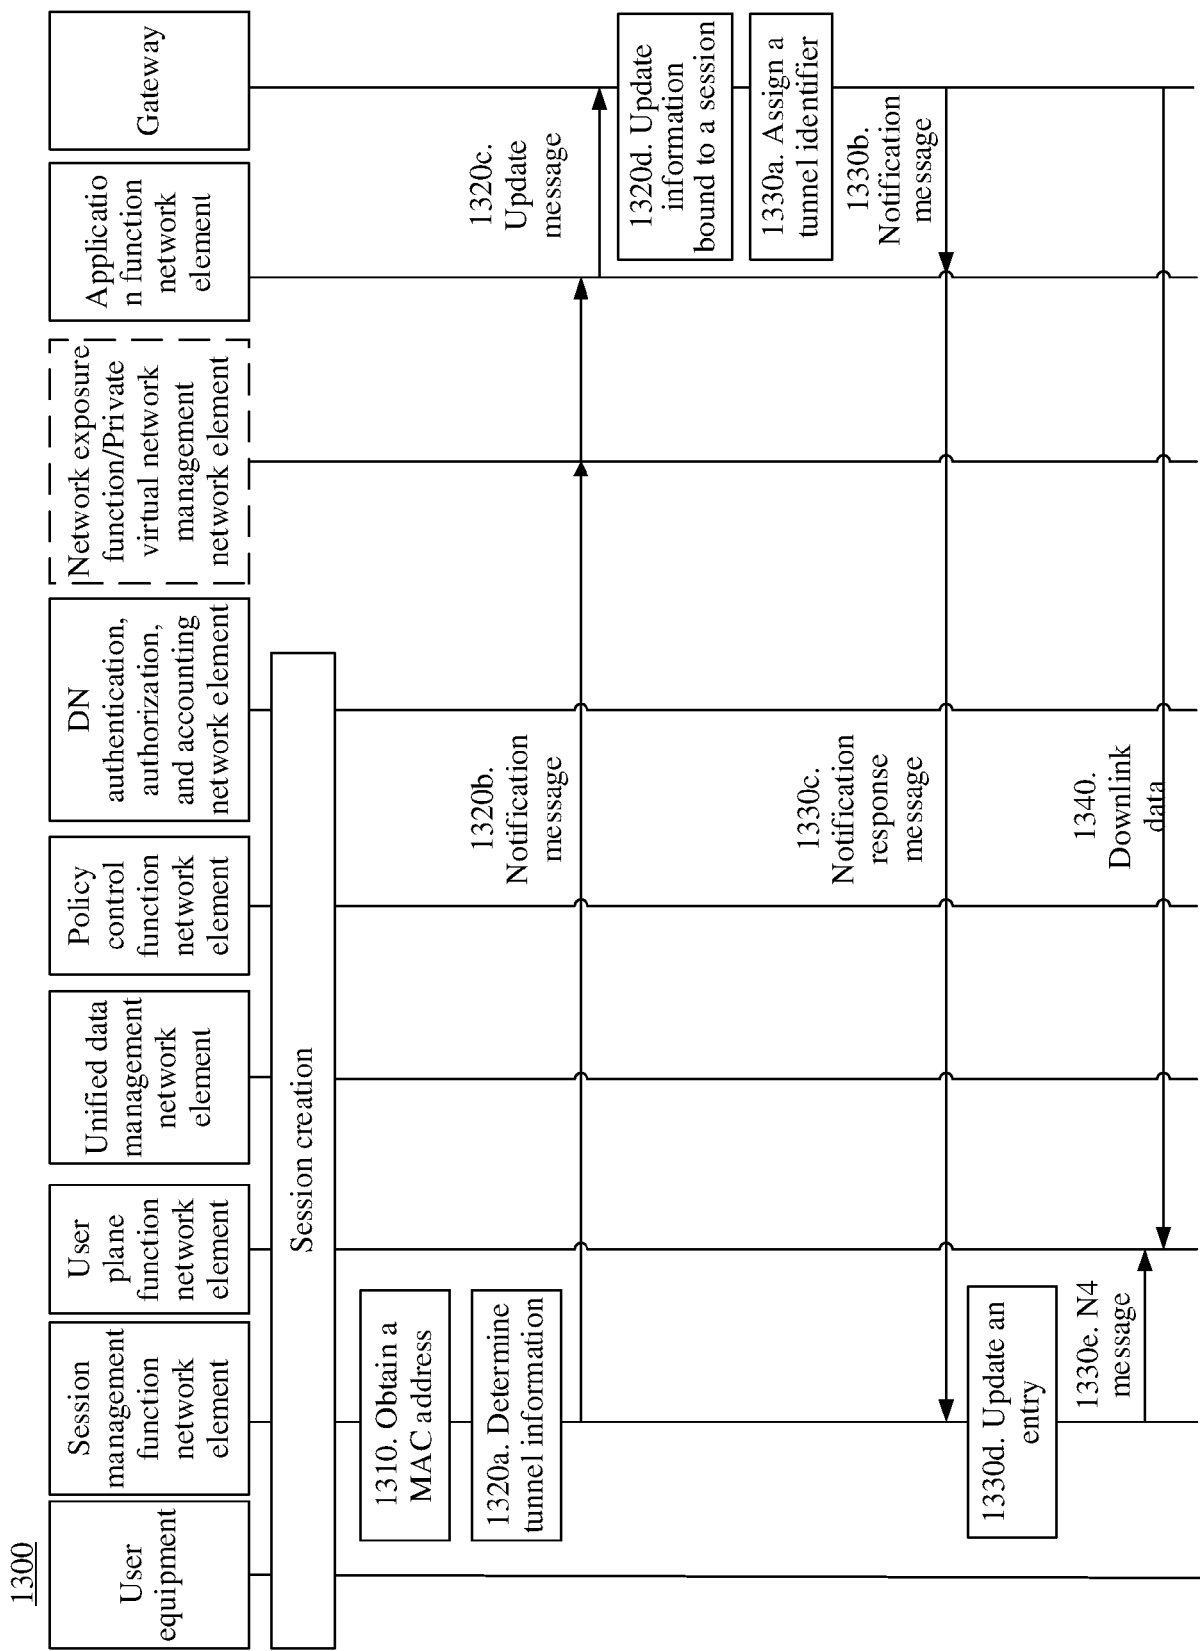 1300
User
equipment
Session
management
function
network
element
User
plane
function
network
element
Unified data
management
network
element
Policy
control
function
network
element
DN
authentication,
authorization,
and accounting
network element
Network exposure
function/Private
virtual network
management
network element
Applicatio
n function
network
element
Gateway
Session creation
1310. Obtain a
MAC address
1320a. Determine
tunnel information
1320b.
Notification
message
1320c.
Update
message
1320d. Update
information
bound to a session
1330a. Assign a
tunnel identifier
1330b.
Notification
message
1330c.
Notification
response
message
1330d. Update an
entry
1330e. N4
message
1340.
Downlink
data